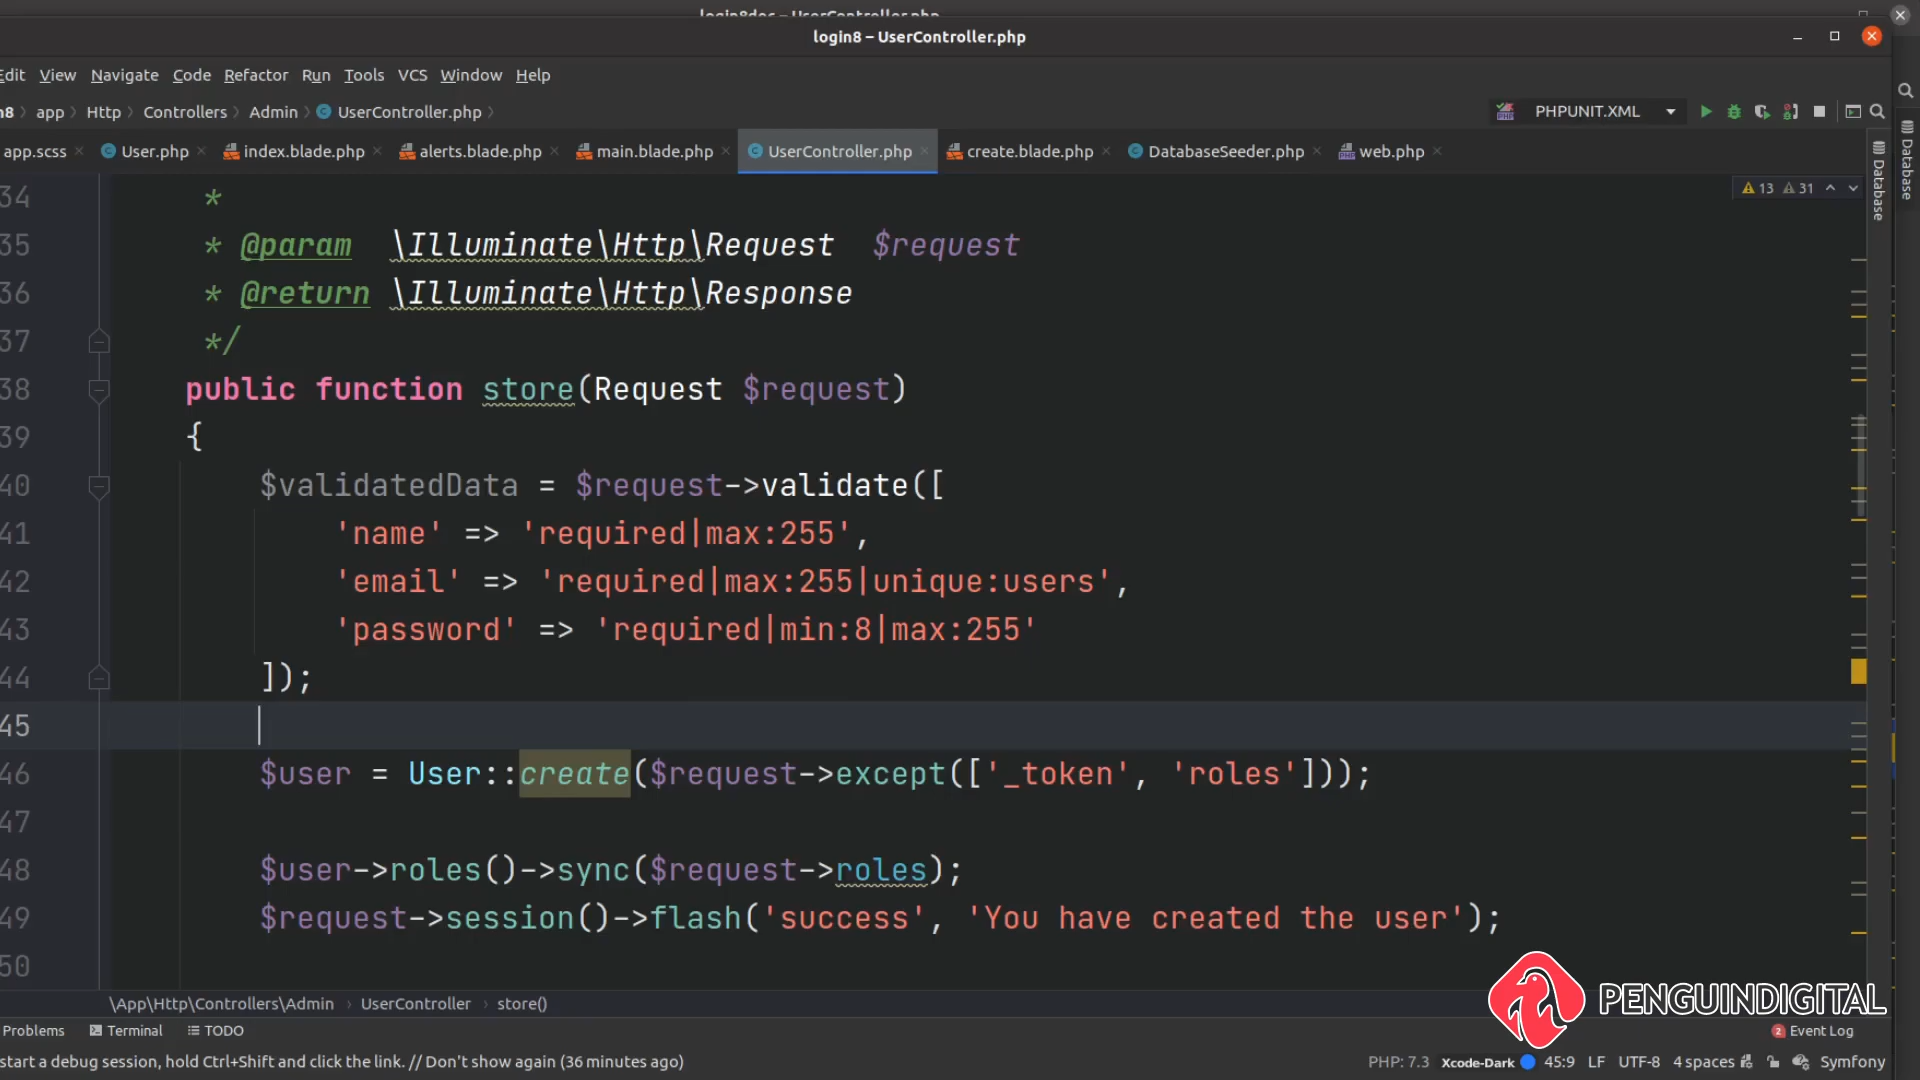 login8 – UserController.php
Edit View Navigate Code Refactor Run Tools VCS Window Help
app Http Controllers Admin UserController.php PHPUNIT.XML
app.scss User.php index.blade.php alerts.blade.php main.blade.php UserController.php create.blade.php DatabaseSeeder.php web.php
Database
Database
13 31
34 *
35 * @param \Illuminate\Http\Request $request
36 * @return \Illuminate\Http\Response
37 */
38 public function store(Request $request)
39 {
40 $validatedData = $request->validate([
41 'name' => 'required|max:255',
42 'email' => 'required|max:255|unique:users',
43 'password' => 'required|min:8|max:255'
44 ]);
45
46 $user = User::create($request->except(['_token', 'roles']));
47
48 $user->roles()->sync($request->roles);
49 $request->session()->flash('success', 'You have created the user');
50
\App\Http\Controllers\Admin UserController store()
PENGUINDIGITAL
Problems Terminal TODO 2 Event Log
start a debug session, hold Ctrl+Shift and click the link. // Don't show again (36 minutes ago) PHP: 7.3 Xcode-Dark 45:9 LF UTF-8 4 spaces Symfony